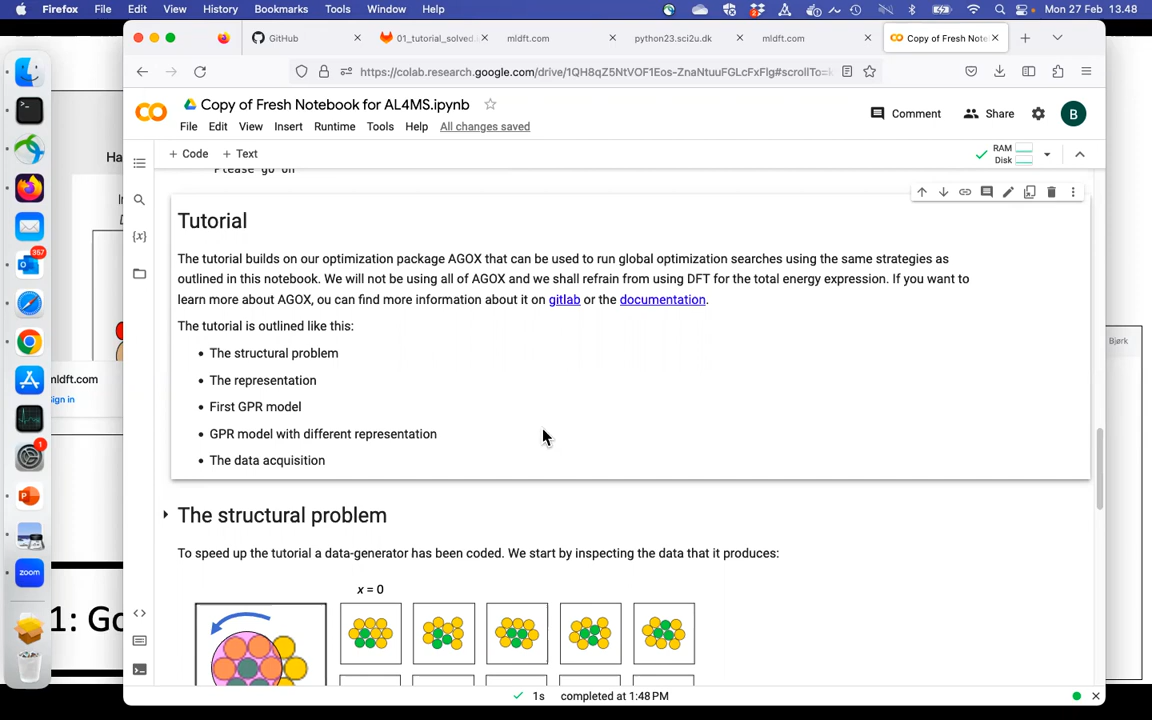 Firefox File Edit View History Bookmarks Tools Window Help Mon 27 Feb 13.48
GitHub 01_tutorial_solved. mldft.com python23.sci2u.dk mldft.com Copy of Fresh Note
https://colab.research.google.com/drive/1QH8qZ5NtVOF1Eos-ZnaNtuuFGLcFxFlg#scrollTo=
Copy of Fresh Notebook for AL4MS.ipynb
Comment Share B
File Edit View Insert Runtime Tools Help All changes saved
+ Code + Text
RAM
Disk
Please go on
Tutorial
The tutorial builds on our optimization package AGOX that can be used to run global optimization searches using the same strategies as
outlined in this notebook. We will not be using all of AGOX and we shall refrain from using DFT for the total energy expression. If you want to
learn more about AGOX, ou can find more information about it on gitlab or the documentation.
The tutorial is outlined like this:
• The structural problem
• The representation
• First GPR model
• GPR model with different representation
• The data acquisition
The structural problem
To speed up the tutorial a data-generator has been coded. We start by inspecting the data that it produces:
x = 0
1s completed at 1:48 PM
Ha
mldft.com
ign in
1: Go
Bjørk
357
1
zoom
{x}